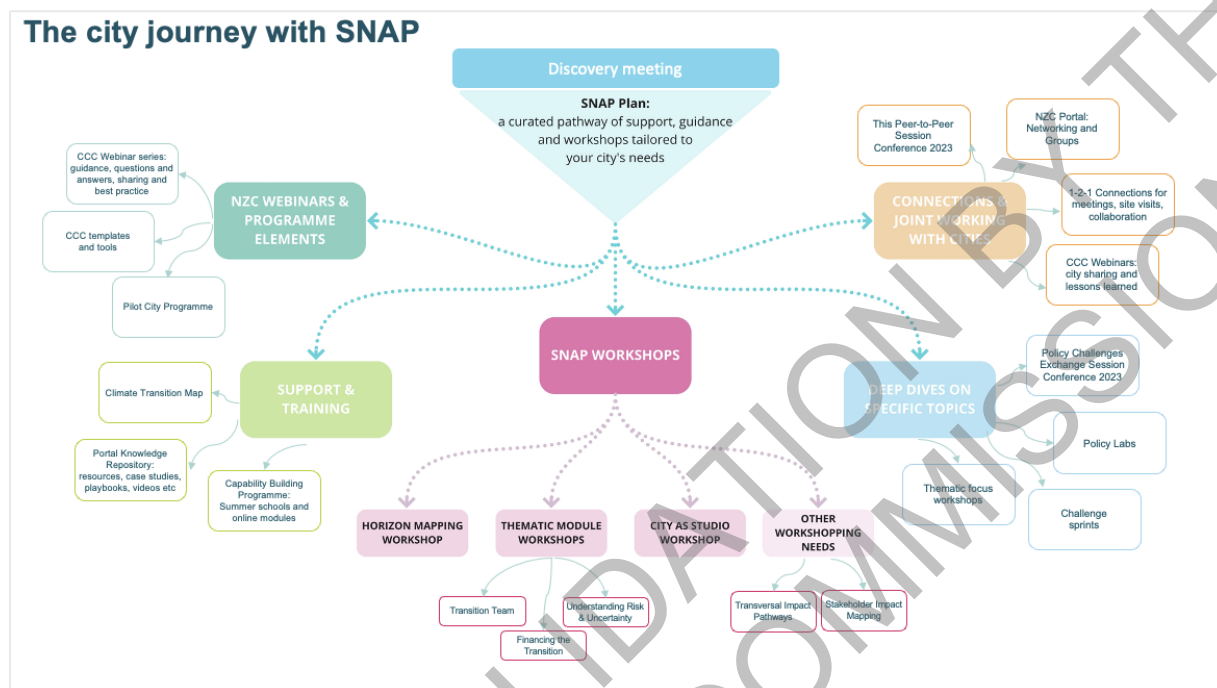 The city journey with SNAP
Discovery meeting
SNAP Plan:
a curated pathway of support, guidance
and workshops tailored to
your city's needs
CCC Webinar series:
guidance, questions and
answers, sharing and
best practice
CCC templates
and tools
Pilot City Programme
NZC WEBINARS &
PROGRAMME
ELEMENTS
This Peer-to-Peer
Session
Conference 2023
NZC Portal:
Networking and
Groups
1-2-1 Connections for
meetings, site visits,
collaboration
CCC Webinars:
city sharing and
lessons learned
CONNECTIONS &
JOINT WORKING
WITH CITIES
SNAP WORKSHOPS
Climate Transition Map
Portal Knowledge
Repository:
resources, case studies,
playbooks, videos etc
Capability Building
Programme:
Summer schools and
online modules
SUPPORT &
TRAINING
DEEP DIVES ON
SPECIFIC TOPICS
Policy Challenges
Exchange Session
Conference 2023
Policy Labs
Thematic focus
workshops
Challenge
sprints
HORIZON MAPPING
WORKSHOP
THEMATIC MODULE
WORKSHOPS
CITY AS STUDIO
WORKSHOP
OTHER
WORKSHOPPING
NEEDS
Transition Team
Understanding Risk
& Uncertainty
Financing the
Transition
Transversal Impact
Pathways
Stakeholder Impact
Mapping